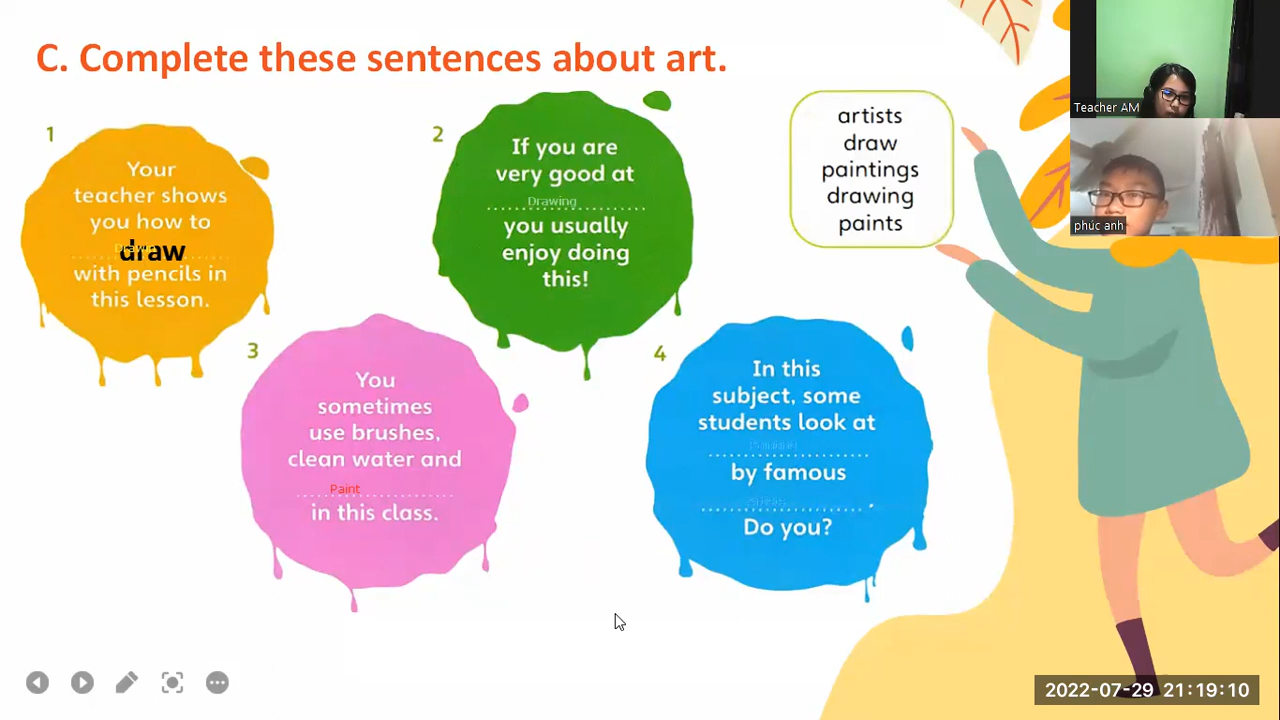 C. Complete these sentences about art.
1
Your
teacher shows
you how to
draw
with pencils in
this lesson.
2
If you are
very good at
Drawing
you usually
enjoy doing
this!
artists
draw
paintings
drawing
paints
3
You
sometimes
use brushes,
clean water and
Paint
in this class.
4
In this
subject, some
students look at
by famous
.
Do you?
Teacher AM
phúc anh
2022-07-29 21:19:10